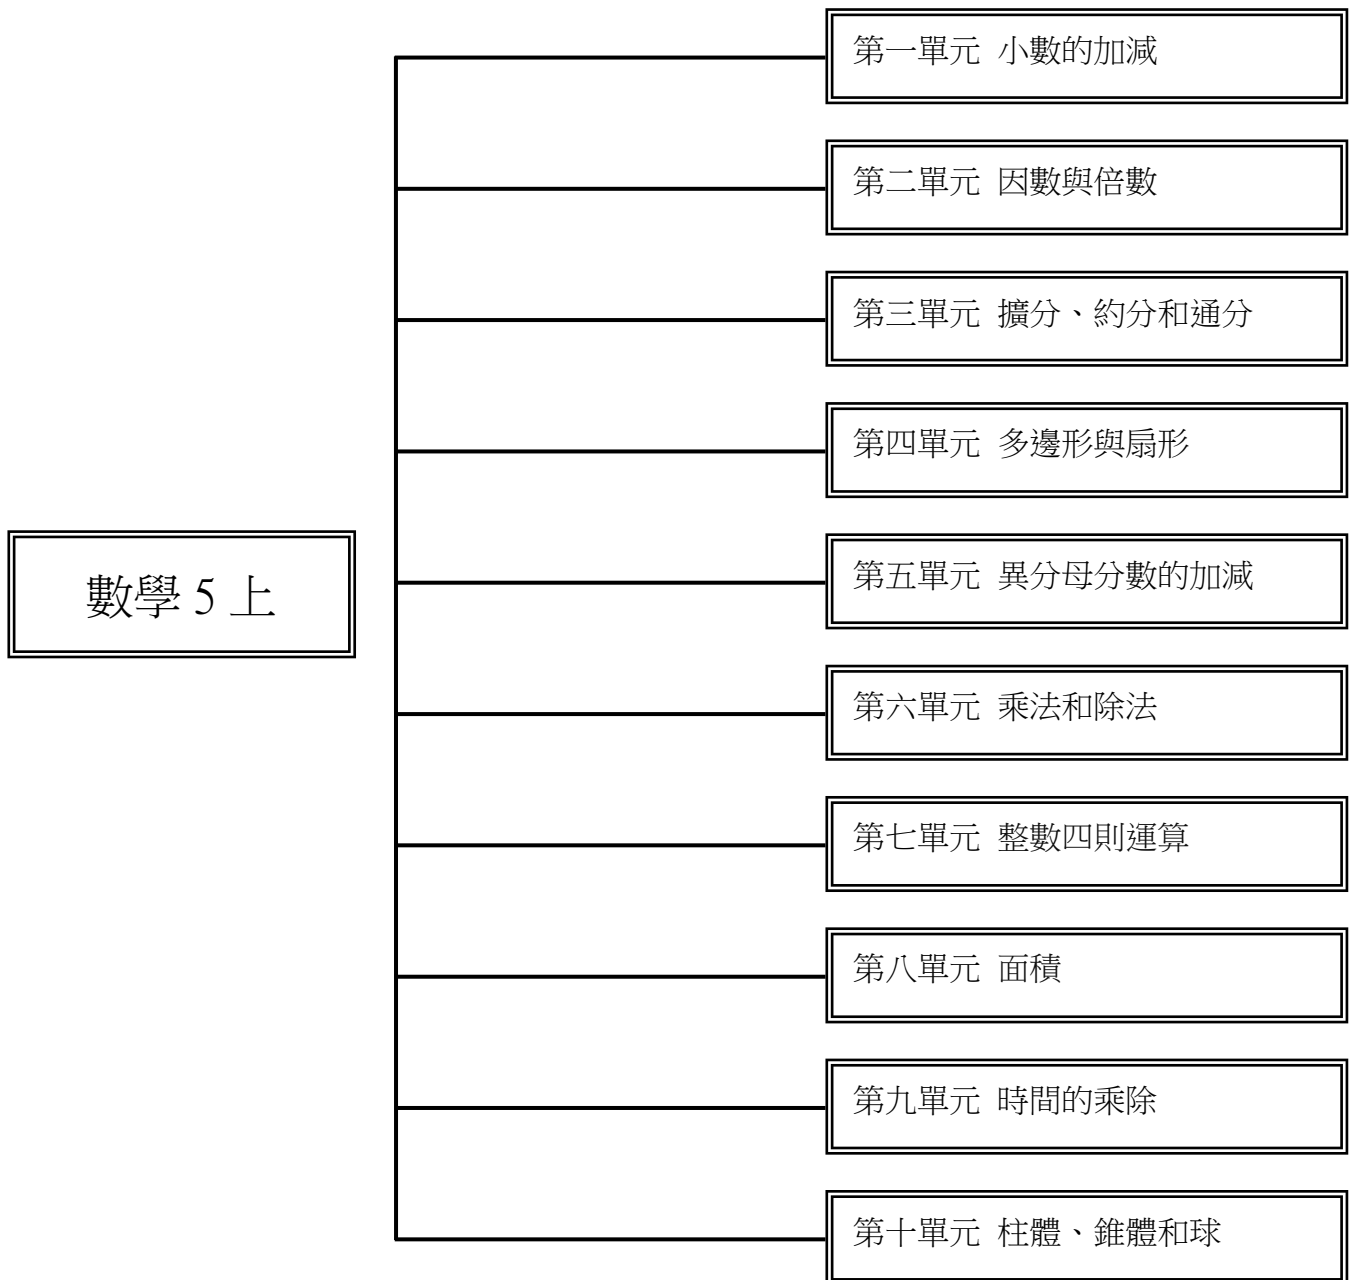 第一單元 小數的加減
第二單元 因數與倍數
第三單元 擴分、約分和通分
第四單元 多邊形與扇形
數學 5 上
第五單元 異分母分數的加減
第六單元 乘法和除法
第七單元 整數四則運算
第八單元 面積
第九單元 時間的乘除
第十單元 柱體、錐體和球